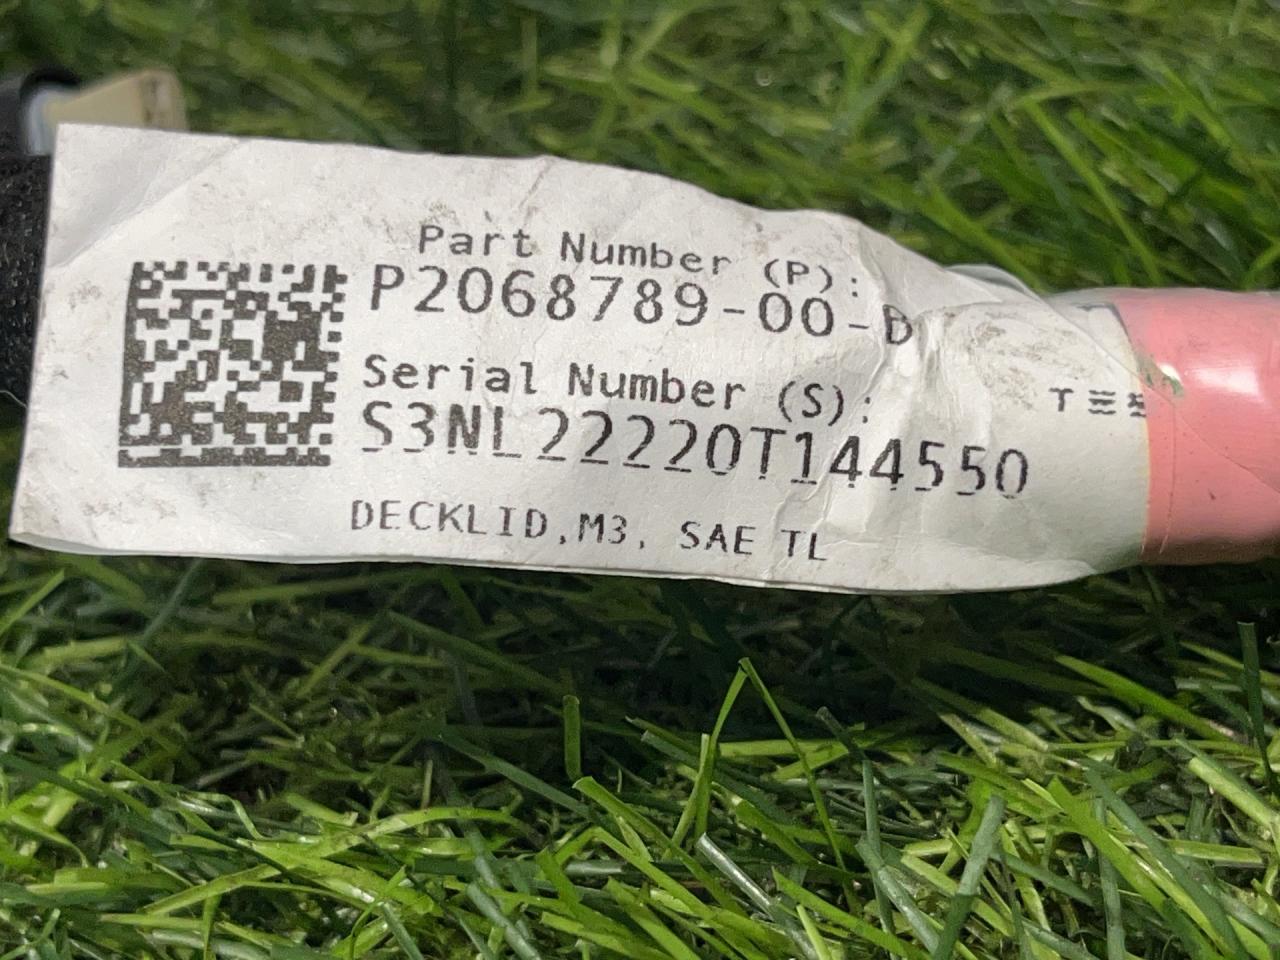 Part Number (P):
P2068789-00-D
Serial Number (S):
S3NL22220T144550
DECKLID,M3, SAE TL